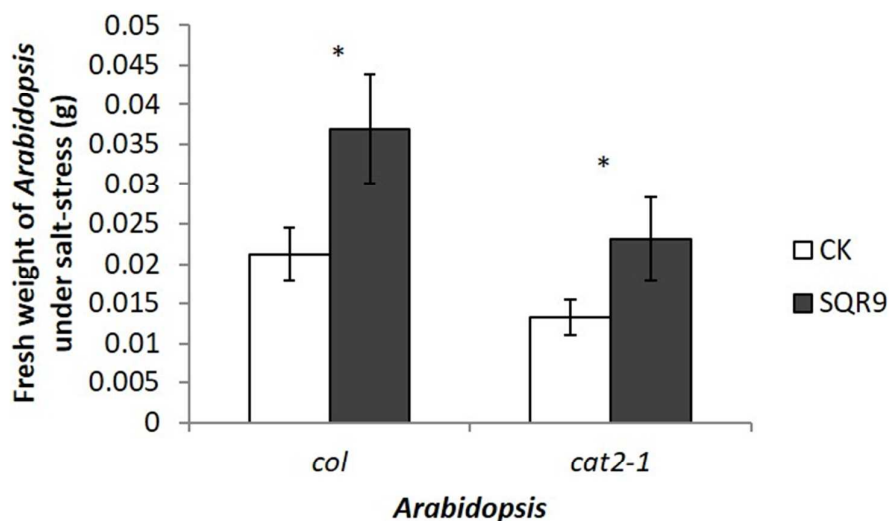 Fresh weight of Arabidopsis
under salt-stress (g)
0.05
0.045
0.04
0.035
0.03
0.025
0.02
0.015
0.01
0.005
0
*
*
CK
SQR9
col
cat2-1
Arabidopsis